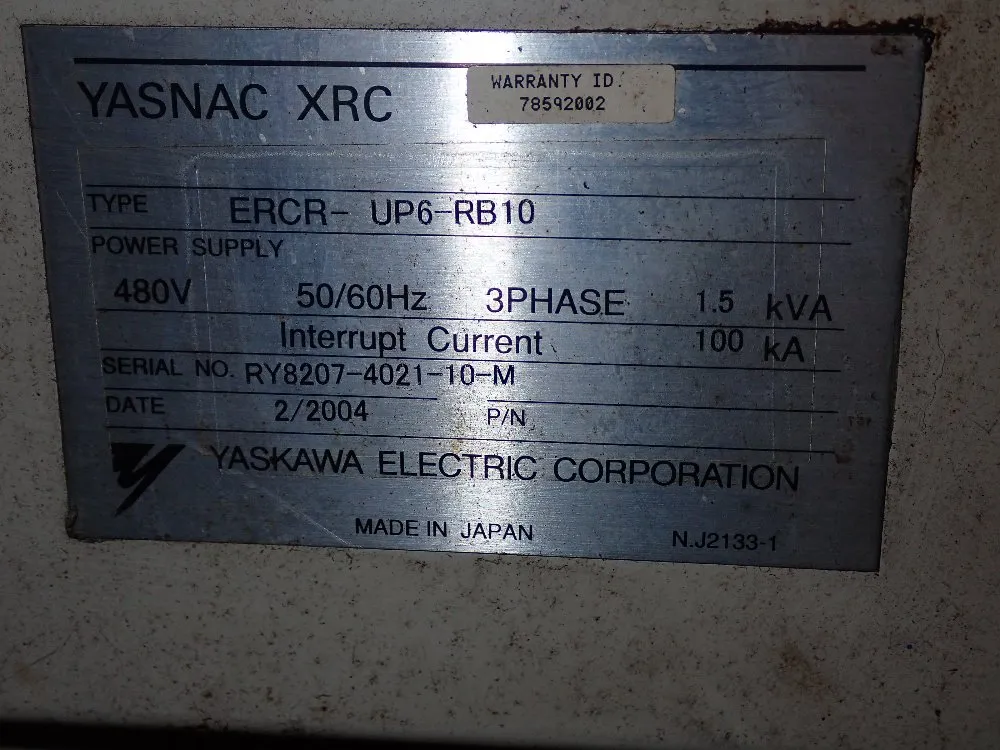 YASNAC XRC
WARRANTY ID.
78592002
TYPE ERCR- UP6-RB10
POWER SUPPLY
480V 50/60Hz 3PHASE 1.5 kVA
Interrupt Current 100 kA
SERIAL NO. RY8207-4021-10-M
DATE 2/2004 P/N
YASKAWA ELECTRIC CORPORATION
MADE IN JAPAN NJ2133-1